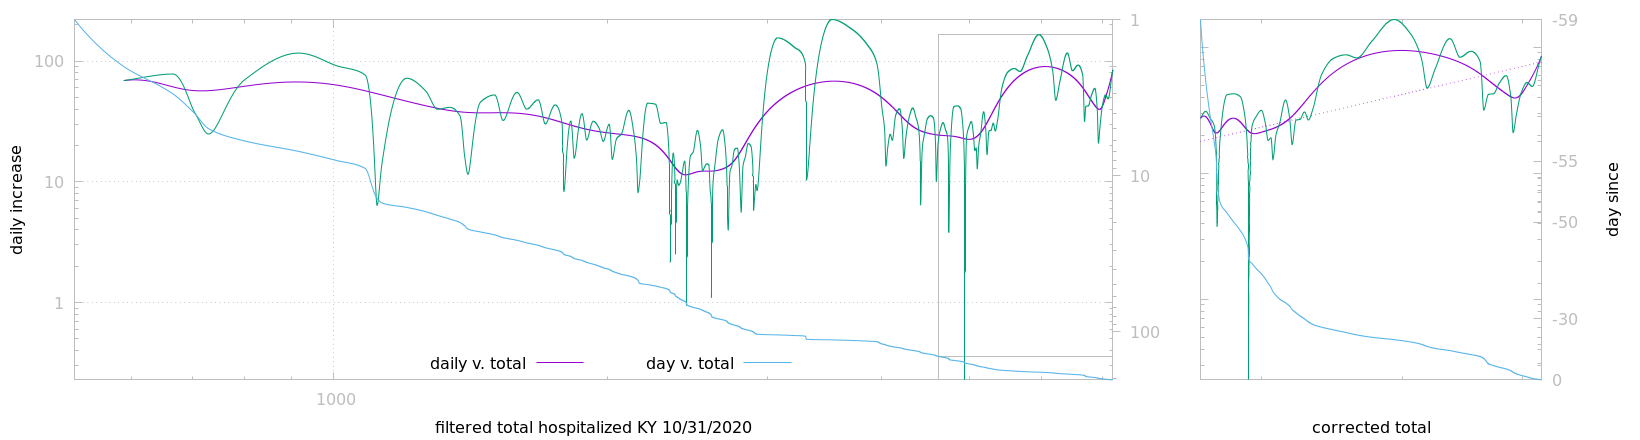 100
10
1
daily increase
1000
daily v. total
day v. total
filtered total hospitalized KY 10/31/2020
1
10
100
-59
-55
-50
-30
0
day since
corrected total